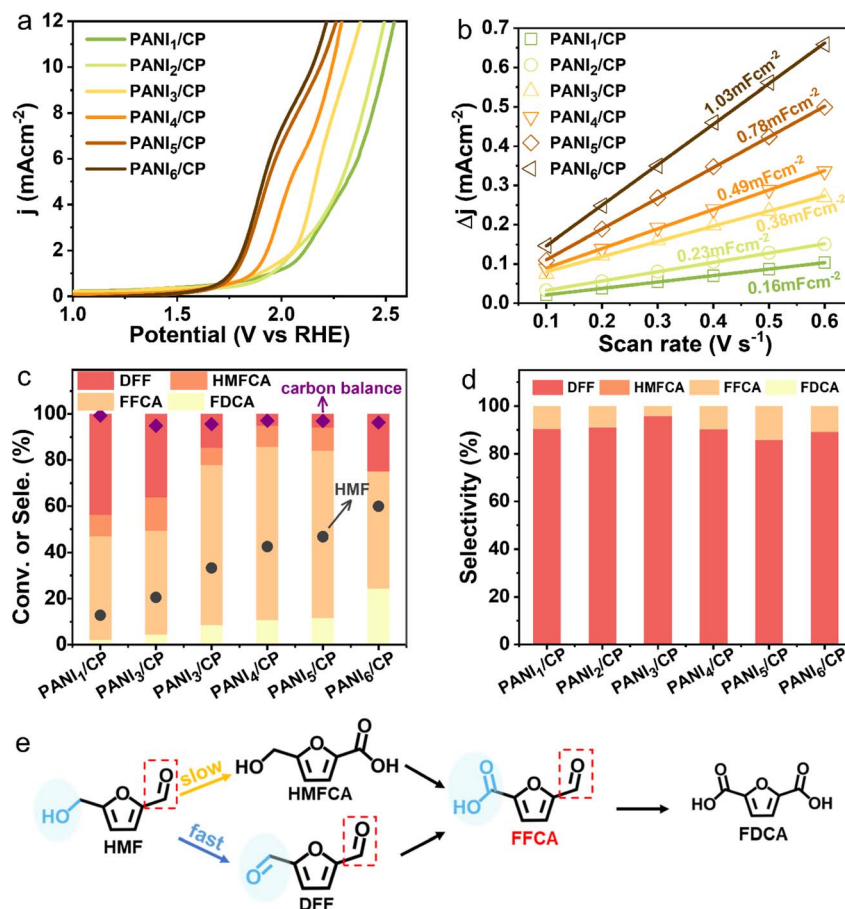 a
j (mAcm-2)
12
10
8
6
4
2
0
PANI1/CP
PANI2/CP
PANI3/CP
PANI4/CP
PANI5/CP
PANI6/CP
1.0 1.5 2.0 2.5
Potential (V vs RHE)
b
Δj (mAcm-2)
0.7
0.6
0.5
0.4
0.3
0.2
0.1
0.0
PANI1/CP
PANI2/CP
PANI3/CP
PANI4/CP
PANI5/CP
PANI6/CP
1.03mFcm-2
0.78mFcm-2
0.49mFcm-2
0.38mFcm-2
0.23mFcm-2
0.16mFcm-2
0.1 0.2 0.3 0.4 0.5 0.6
Scan rate (V s-1)
c
DFF HMFCA
FFCA FDCA
carbon balance
HMF
Conv. or Sele. (%)
100
80
60
40
20
0
PANI1/CP PANI3/CP PANI3/CP PANI4/CP PANI5/CP PANI6/CP
d
DFF HMFCA FFCA FDCA
Selectivity (%)
100
80
60
40
20
0
PANI1/CP PANI2/CP PANI3/CP PANI4/CP PANI5/CP PANI6/CP
e
HO
O
O
HMF
slow
fast
HO
O
O
OH
HMFCA
O
O
O
DFF
O
HO
O
O
FFCA
O
HO
O
O
OH
FDCA